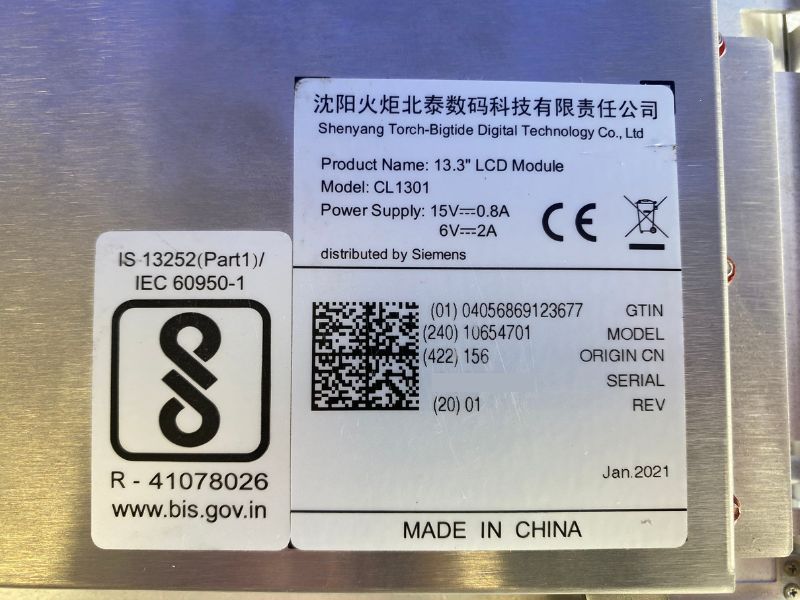 沈阳火炬北泰数码科技有限责任公司
Shenyang Torch-Bigtide Digital Technology Co., Ltd
Product Name: 13.3" LCD Module
Model: CL1301
Power Supply: 15V⎓0.8A
6V⎓2A
distributed by Siemens
(01) 04056869123677 GTIN
(240) 10654701 MODEL
(422) 156 ORIGIN CN
SERIAL
(20) 01 REV
Jan.2021
MADE IN CHINA
IS 13252(Part1)/
IEC 60950-1
R - 41078026
www.bis.gov.in